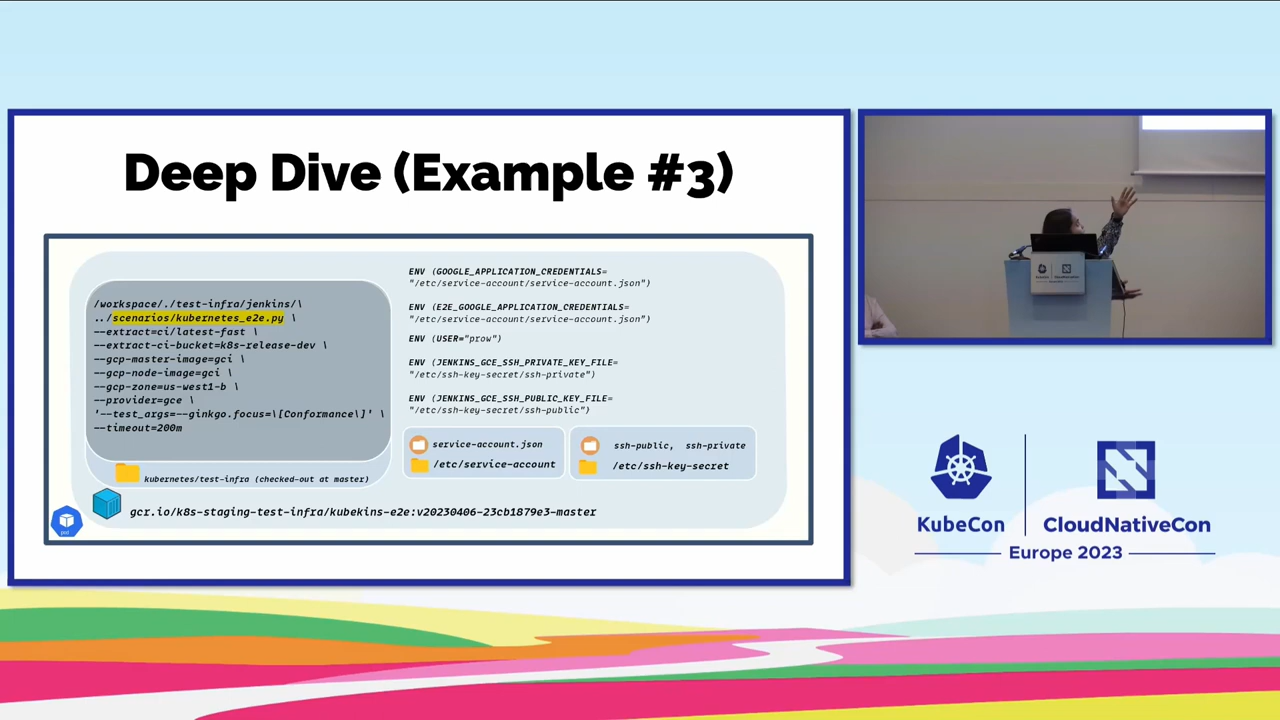 Deep Dive (Example #3)
/workspace/./test-infra/jenkins/\
../scenarios/kubernetes_e2e.py \
--extract=ci/latest-fast \
--extract-ci-bucket=k8s-release-dev \
--gcp-master-image=gci \
--gcp-node-image=gci \
--gcp-zone=us-west1-b \
--provider=gce \
'--test_args=--ginkgo.focus=\[Conformance\]' \
--timeout=200m
kubernetes/test-infra (checked-out at master)
ENV (GOOGLE_APPLICATION_CREDENTIALS=
"/etc/service-account/service-account.json")
ENV (E2E_GOOGLE_APPLICATION_CREDENTIALS=
"/etc/service-account/service-account.json")
ENV (USER="prow")
ENV (JENKINS_GCE_SSH_PRIVATE_KEY_FILE=
"/etc/ssh-key-secret/ssh-private")
ENV (JENKINS_GCE_SSH_PUBLIC_KEY_FILE=
"/etc/ssh-key-secret/ssh-public")
service-account.json
/etc/service-account
ssh-public, ssh-private
/etc/ssh-key-secret
gcr.io/k8s-staging-test-infra/kubekins-e2e:v20230406-23cb1879e3-master
pod
KubeCon
CloudNativeCon
Europe 2023